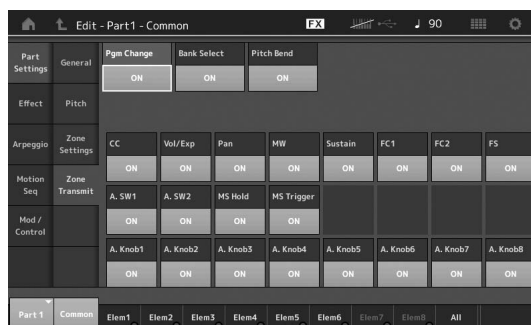 Edit - Part1 - Common FX 90
Part Settings General Pgm Change Bank Select Pitch Bend
ON ON ON
Effect Pitch
Arpeggio Zone Settings CC Vol/Exp Pan MW Sustain FC1 FC2 FS
ON ON ON ON ON ON ON ON
Motion Seq Zone Transmit A. SW1 A. SW2 MS Hold MS Trigger
ON ON ON ON
Mod / Control
A. Knob1 A. Knob2 A. Knob3 A. Knob4 A. Knob5 A. Knob6 A. Knob7 A. Knob8
ON ON ON ON ON ON ON ON
Part 1 Common Elem1 Elem2 Elem3 Elem4 Elem5 Elem6 Elem7 Elem8 All